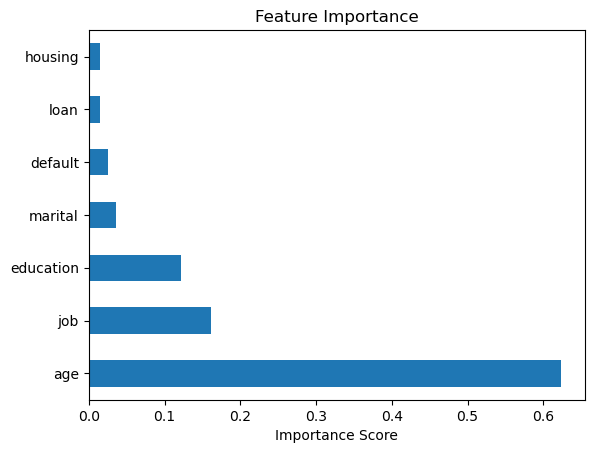 Feature Importance
housing
loan
default
marital
education
job
age
0.0 0.1 0.2 0.3 0.4 0.5 0.6
Importance Score